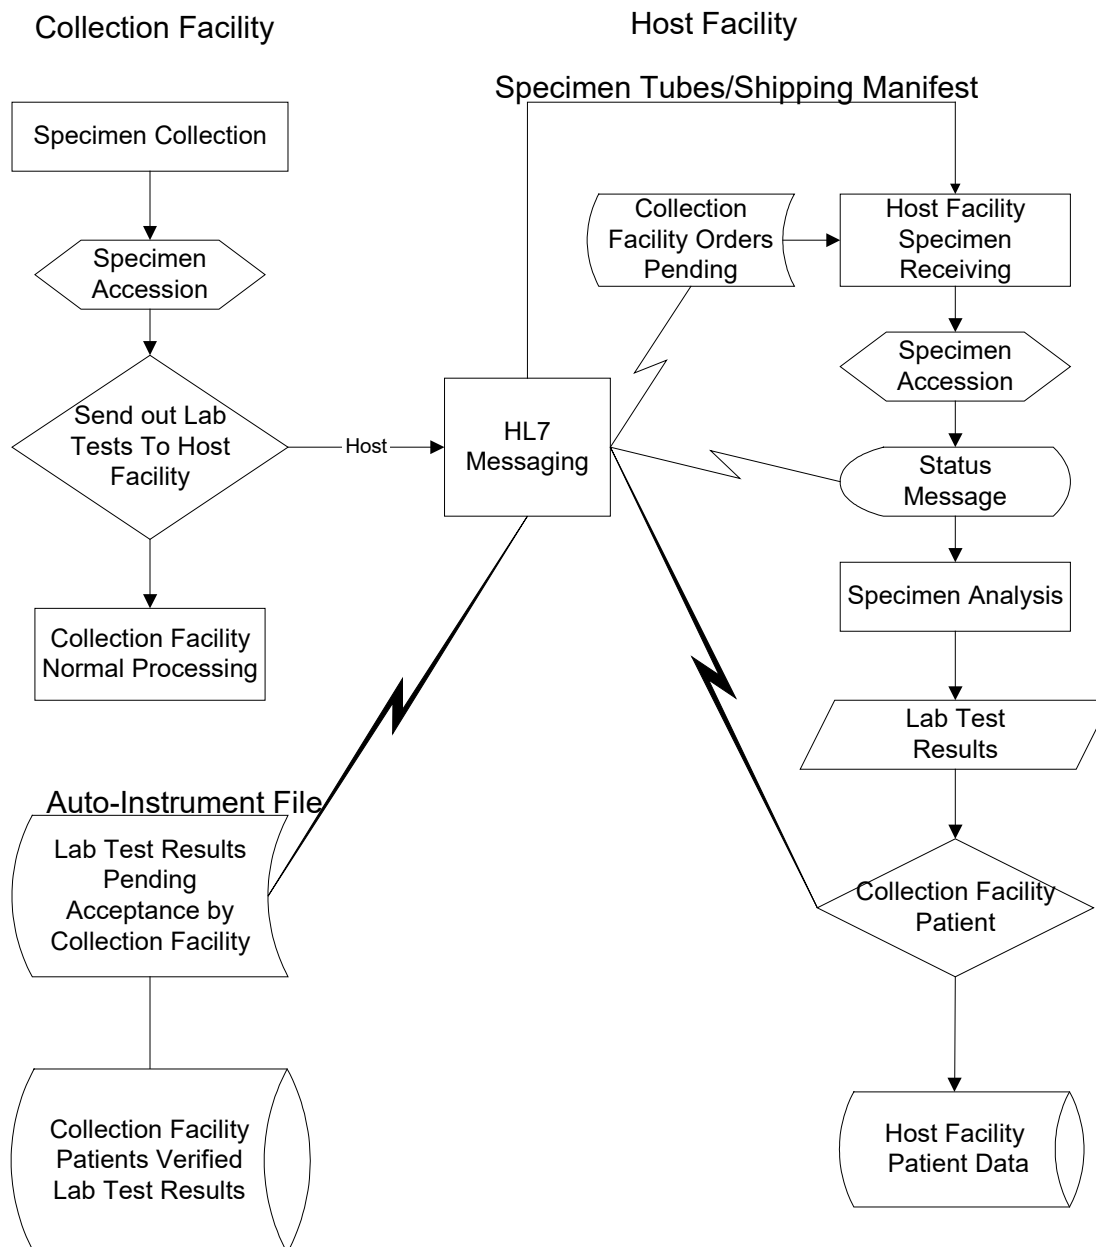 Collection Facility
Host Facility
Specimen Tubes/Shipping Manifest
Specimen Collection
Collection
Facility Orders
Pending
Host Facility
Specimen
Receiving
Specimen
Accession
Specimen
Accession
Send out Lab
Tests To Host
Facility
Host
HL7
Messaging
Status
Message
Specimen Analysis
Collection Facility
Normal Processing
Lab Test
Results
Auto-Instrument File
Lab Test Results
Pending
Acceptance by
Collection Facility
Collection Facility
Patient
Collection Facility
Patients Verified
Lab Test Results
Host Facility
Patient Data